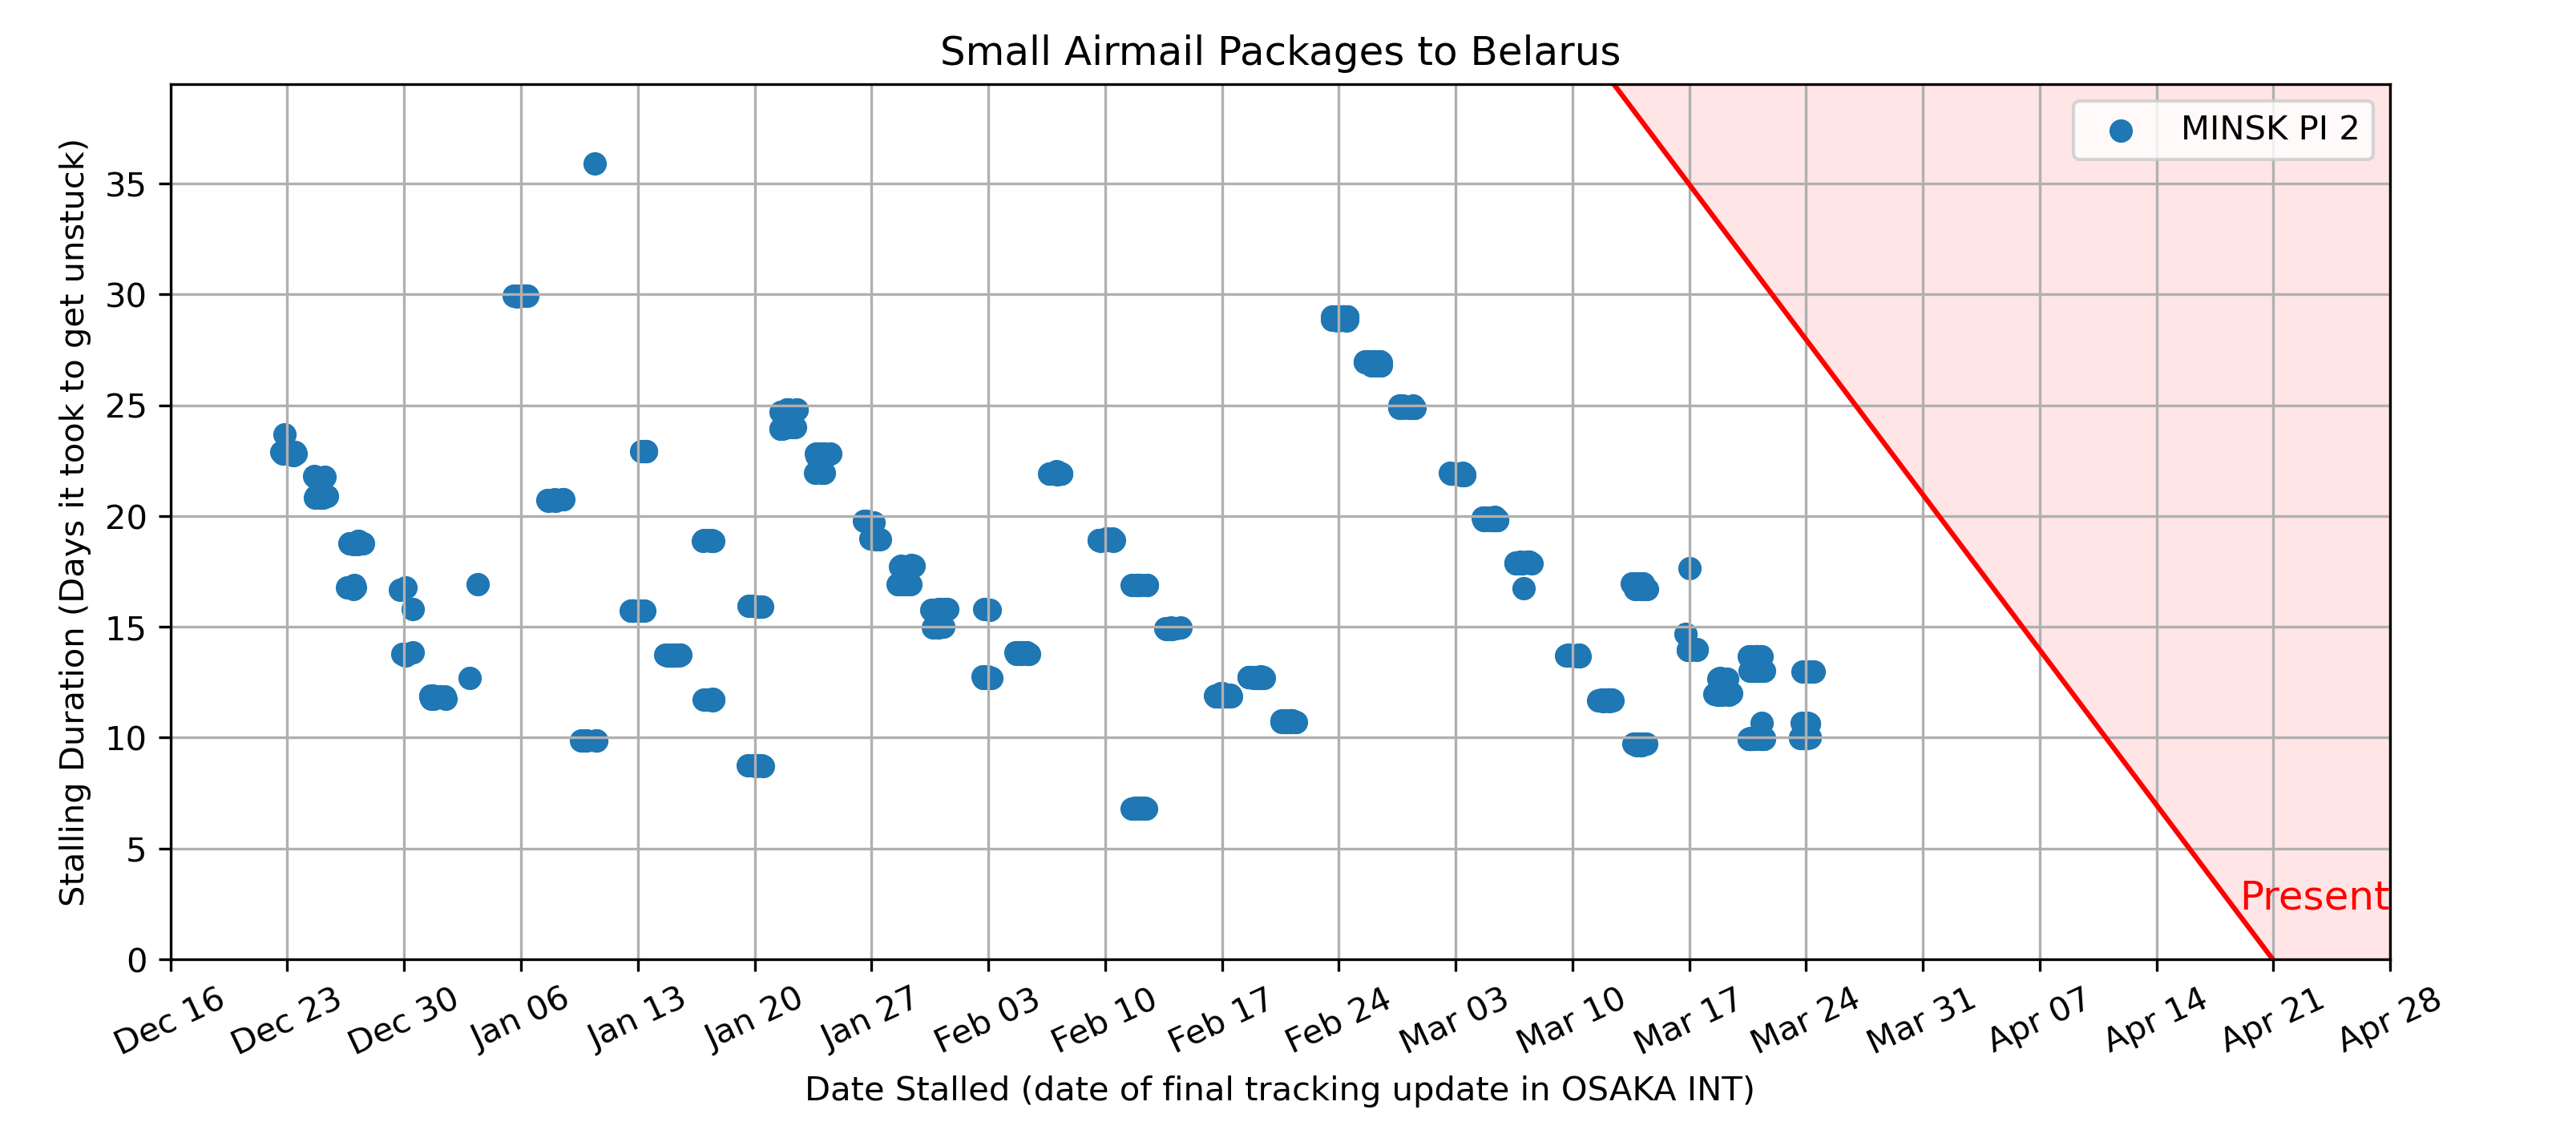 Small Airmail Packages to Belarus
MINSK PI 2
Stalling Duration (Days it took to get unstuck)
35
30
25
20
15
10
5
0
Present
Dec 16
Dec 23
Dec 30
Jan 06
Jan 13
Jan 20
Jan 27
Feb 03
Feb 10
Feb 17
Feb 24
Mar 03
Mar 10
Mar 17
Mar 24
Mar 31
Apr 07
Apr 14
Apr 21
Apr 28
Date Stalled (date of final tracking update in OSAKA INT)